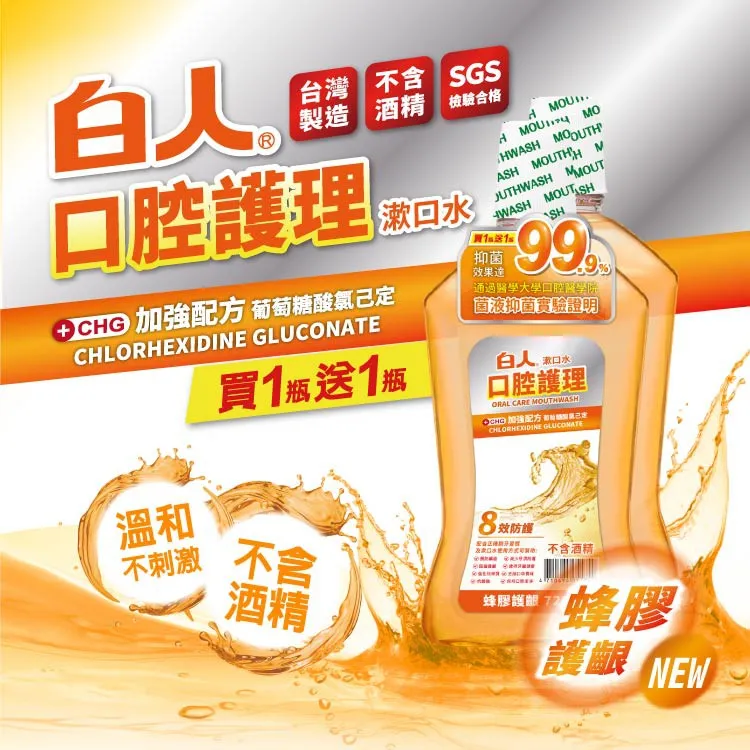 白人®
台灣
製造
不含
酒精
SGS
檢驗合格
口腔護理 漱口水
+CHG 加強配方 葡萄糖酸氯己定
CHLORHEXIDINE GLUCONATE
買1瓶送1瓶
溫和
不刺激
不含
酒精
MOUTHWASH
買1瓶送1瓶
抑菌
效果達
99.9%
通過醫學大學口腔醫學院
菌液抑菌實驗證明
白人® 漱口水
口腔護理
ORAL CARE MOUTHWASH
+CHG 加強配方 葡萄糖酸氯己定
CHLORHEXIDINE GLUCONATE
8效防護
不含酒精
蜂膠護齦
蜂膠
護齦
NEW